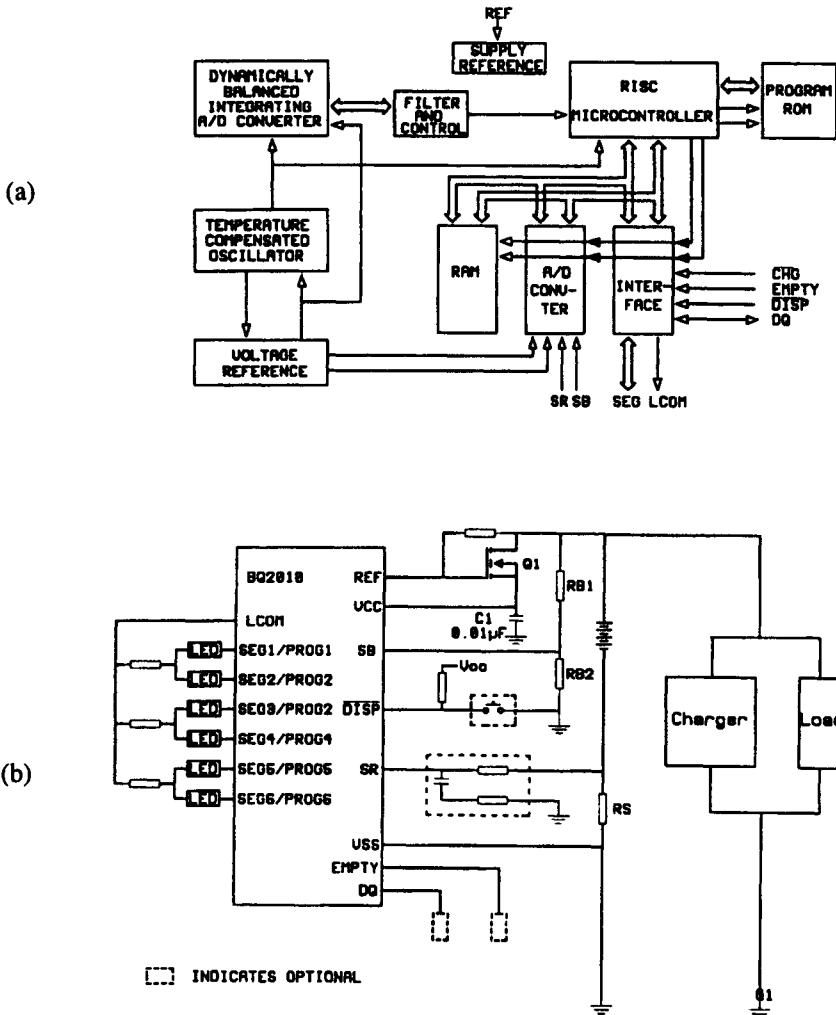 (a)
REF
SUPPLY
REFERENCE
DYNAMICALLY
BALANCED
INTEGRATING
A/D CONVERTER
FILTER
AND
CONTROL
RISC
MICROCONTROLLER
PROGRAM
ROM
TEMPERATURE
COMPENSATED
OSCILLATOR
RAM
A/D
CONV-
TER
INTER-
FACE
CHG
EMPTY
DISP
DQ
VOLTAGE
REFERENCE
SR SB
SEG LCOM
(b)
BQ2010
REF
Q1
RB1
VCC
C1
0.01µF
LCOM
LED SEG1/PROG1
SB
LED SEG2/PROG2
Vcc
RB2
LED SEG3/PROG2
DISP
LED SEG4/PROG4
Charger
LED SEG5/PROG5
SR
LED SEG6/PROG6
RS
VSS
EMPTY
DQ
INDICATES OPTIONAL